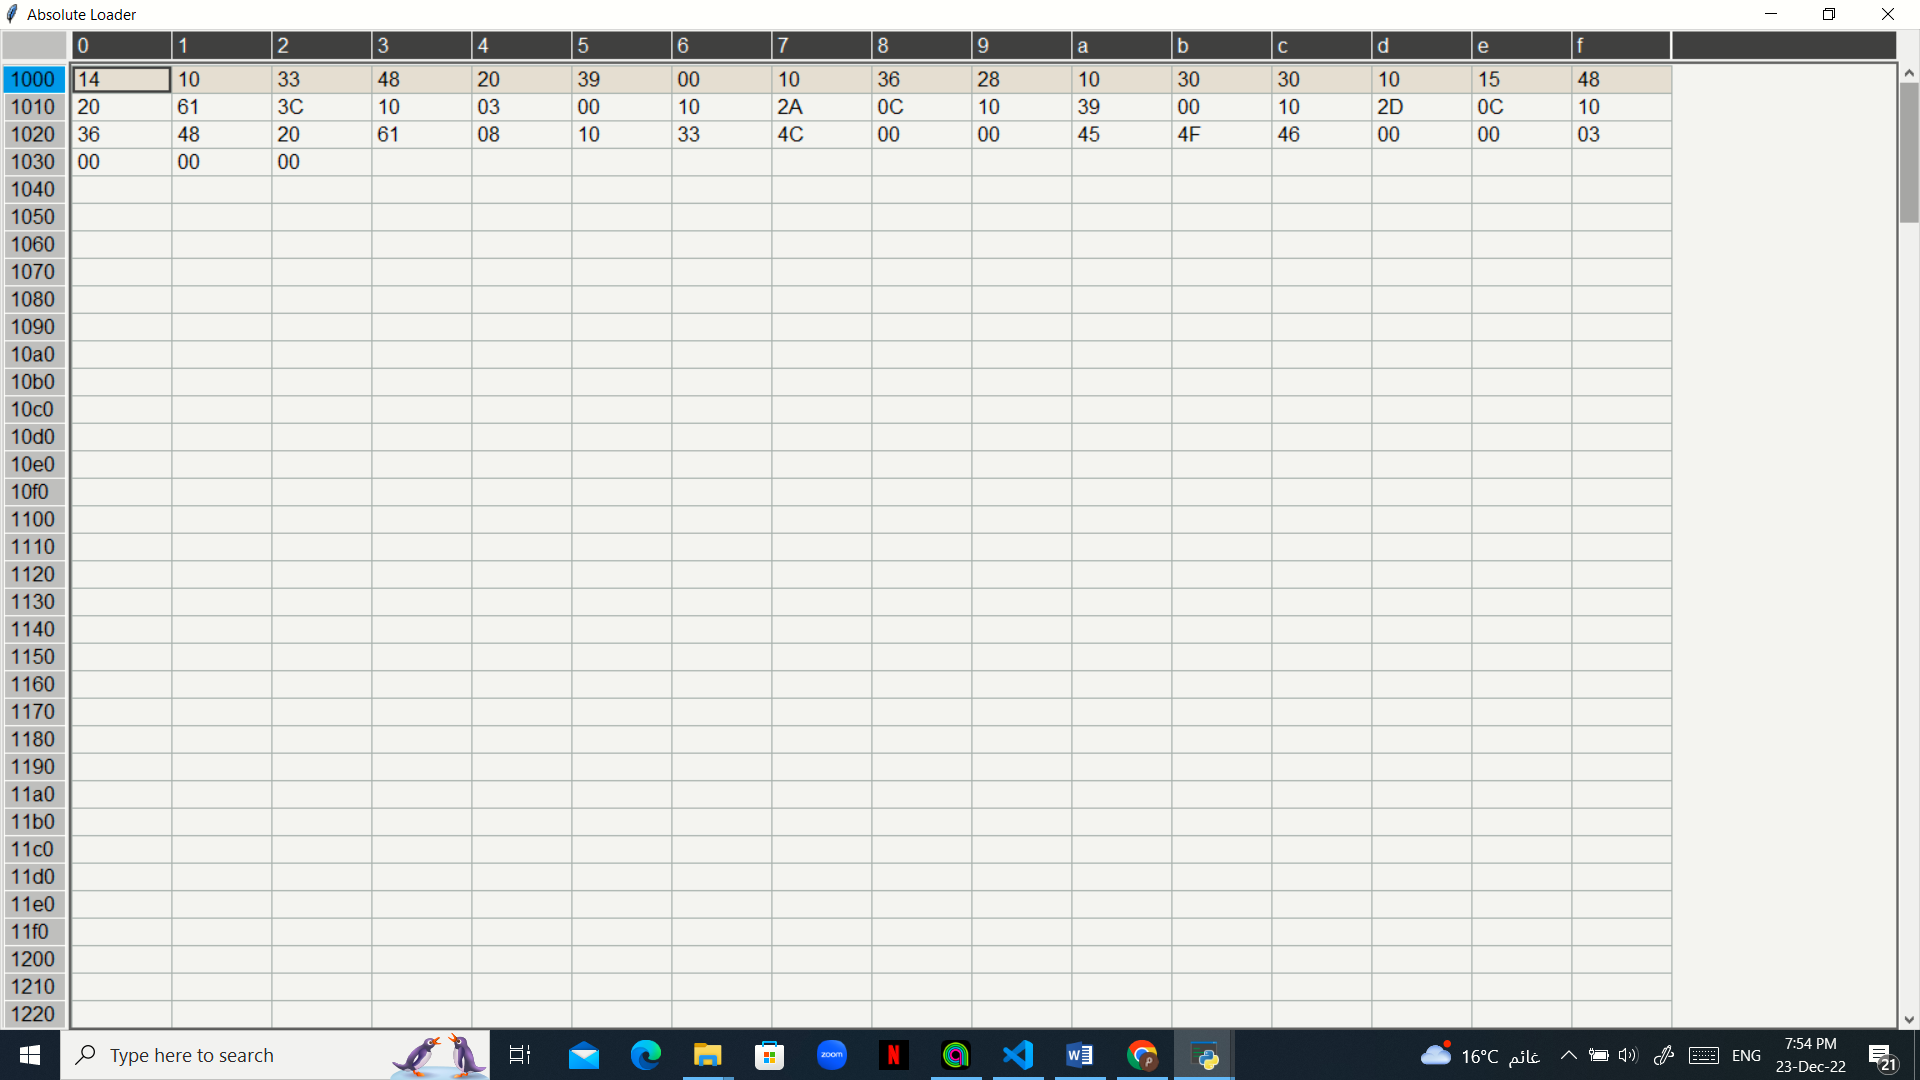 Absolute Loader
0 1 2 3 4 5 6 7 8 9 a b c d e f
1000 14 10 33 48 20 39 00 10 36 28 10 30 30 10 15 48
1010 20 61 3C 10 03 00 10 2A 0C 10 39 00 10 2D 0C 10
1020 36 48 20 61 08 10 33 4C 00 00 45 4F 46 00 00 03
1030 00 00 00
1040
1050
1060
1070
1080
1090
10a0
10b0
10c0
10d0
10e0
10f0
1100
1110
1120
1130
1140
1150
1160
1170
1180
1190
11a0
11b0
11c0
11d0
11e0
11f0
1200
1210
1220
Type here to search
zoom
N
W
P
16°C غائم
ENG
7:54 PM
23-Dec-22
21